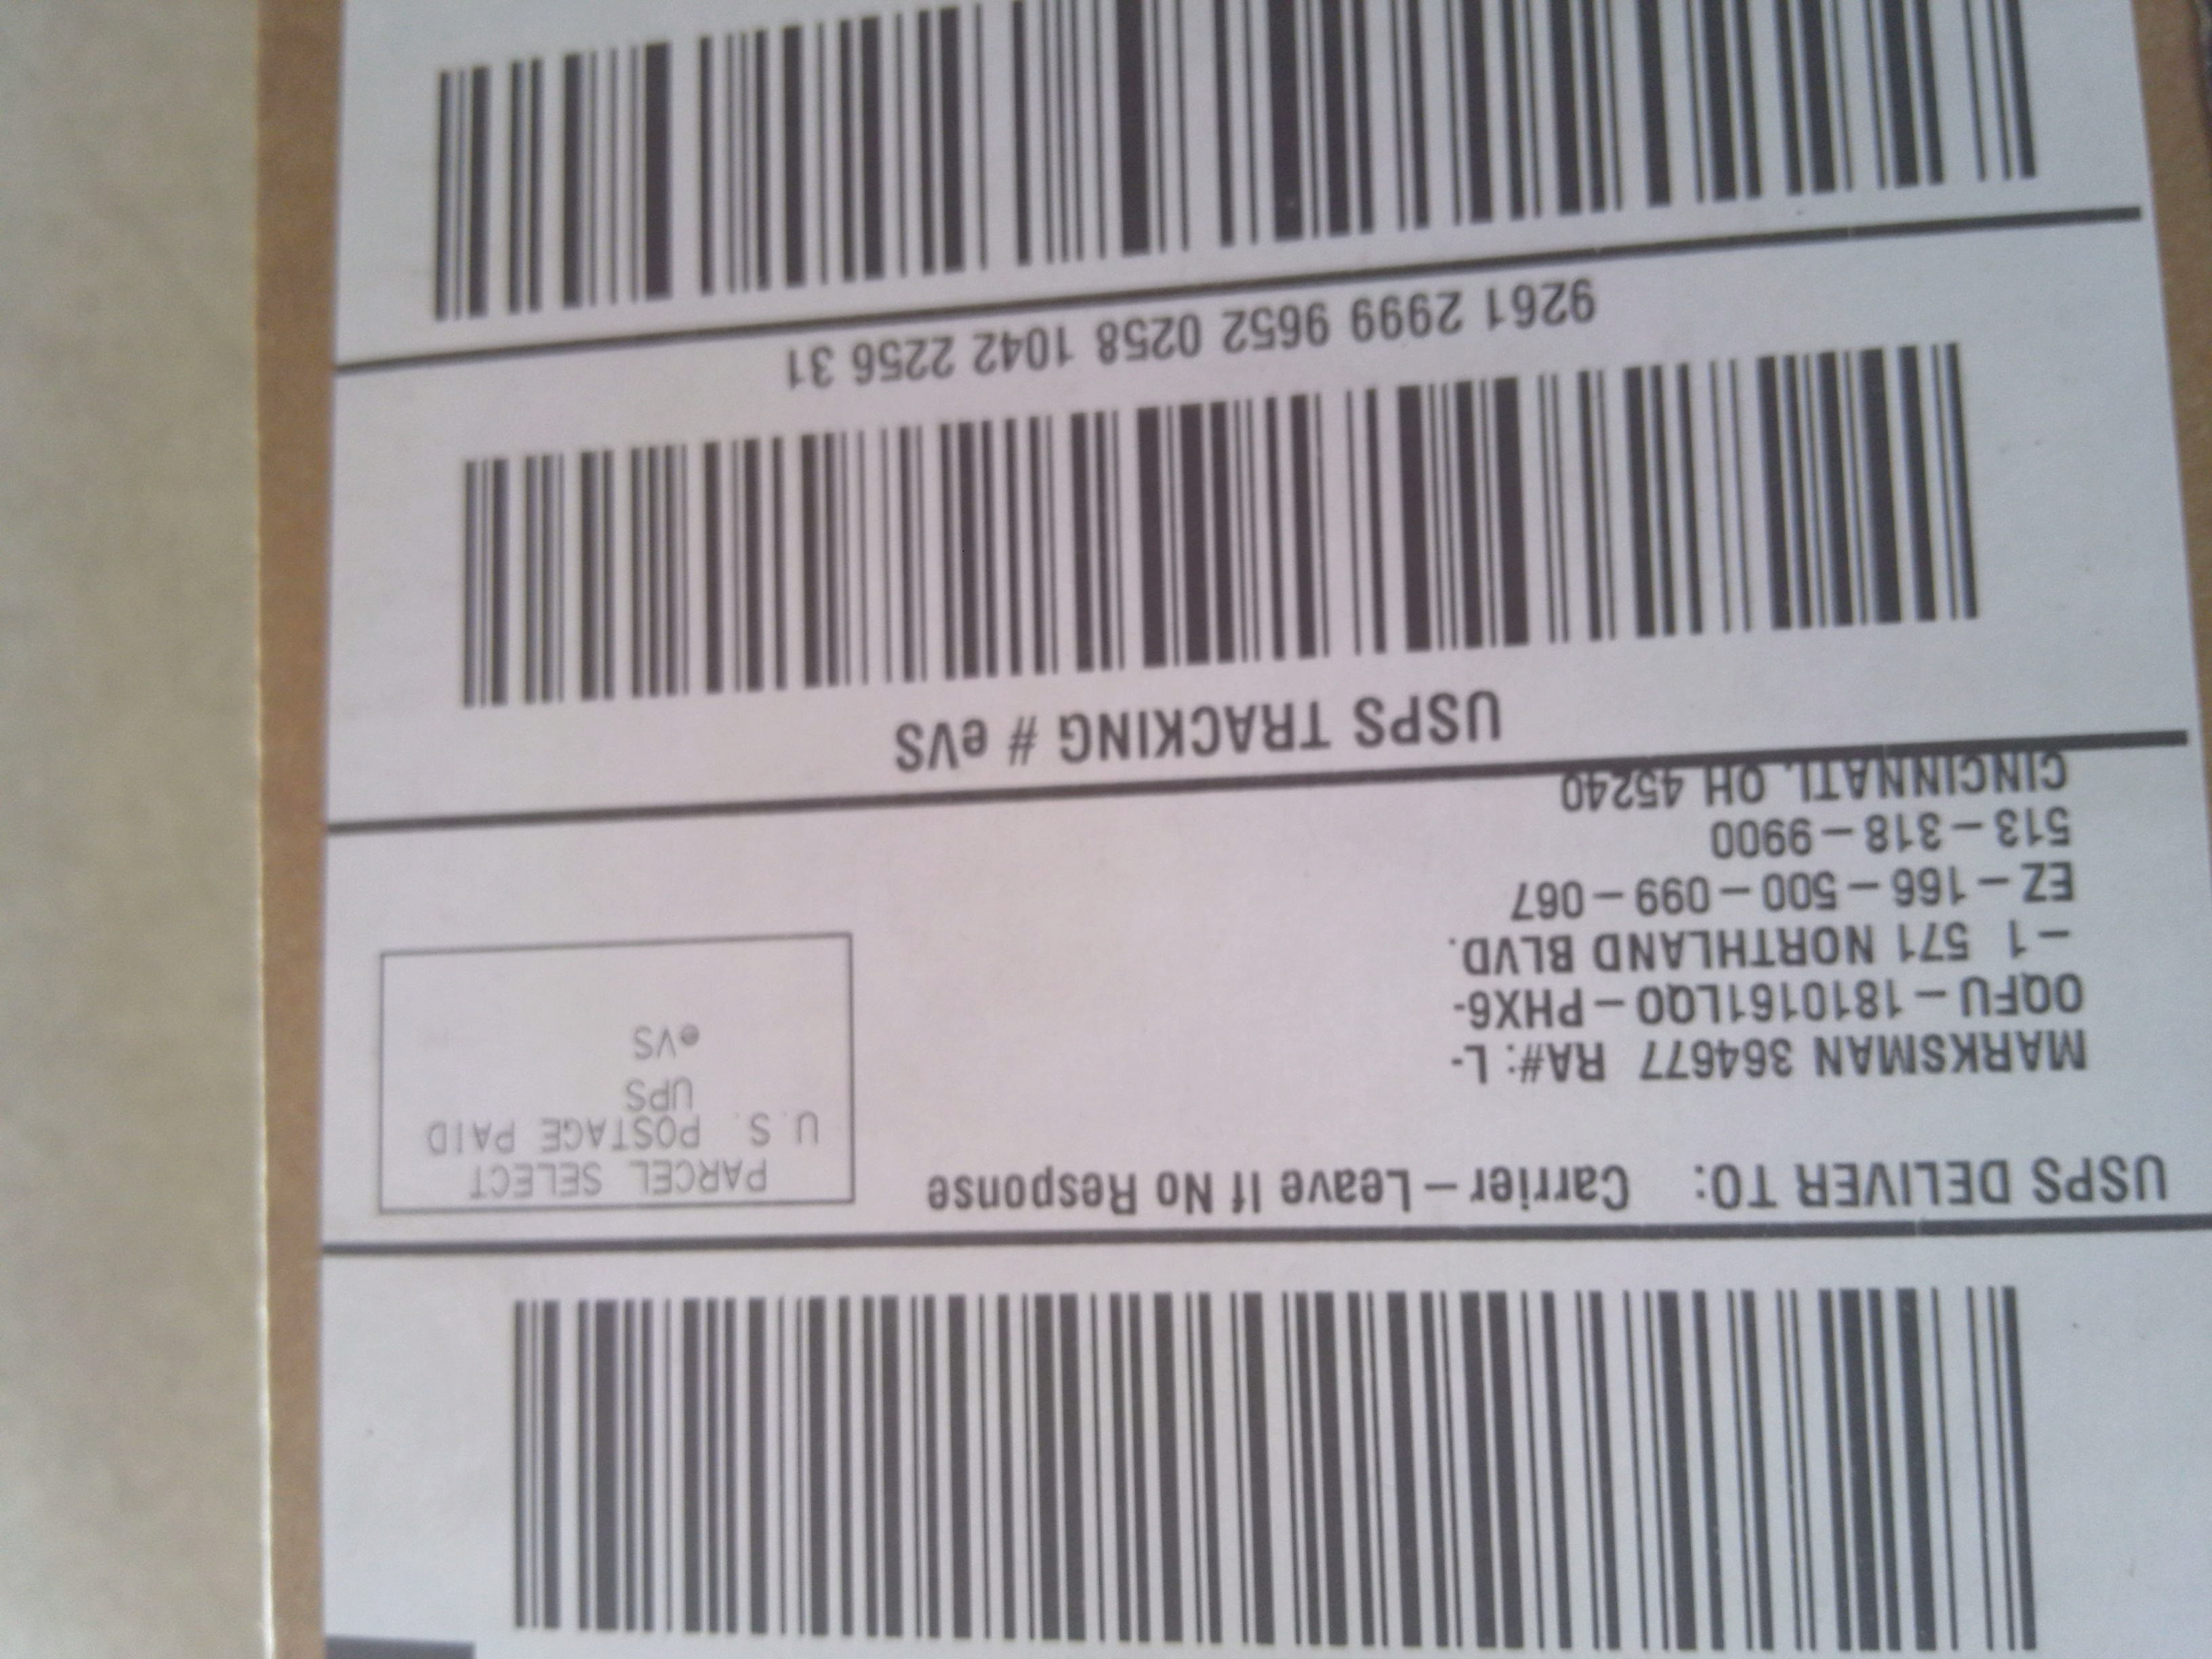 USPS DELIVER TO: Carrier – Leave If No Response
MARKSMAN 364677 RA#: L-
OQFU – 1810161LQO – PHX6-
– 1 571 NORTHLAND BLVD.
EZ – 166 – 500 – 099 – 067
513 – 318 – 9900
CINCINNATI, OH 45240
PARCEL SELECT
U.S. POSTAGE PAID
UPS
eVS
USPS TRACKING # eVS
9261 2999 9652 0258 1042 2256 31